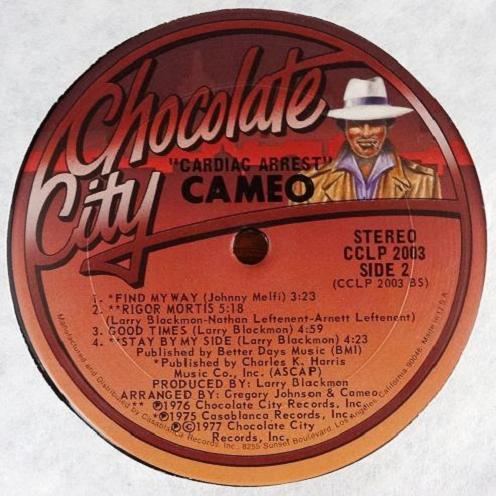 Chocolate
City
"CARDIAC ARREST"
CAMEO
STEREO
CCLP 2003
SIDE 2
(CCLP 2003 BS)
1. *FIND MY WAY (Johnny Melfi) 3:23
2. **RIGOR MORTIS 5:18
(Larry Blackmon-Nathan Leftenent-Arnett Leftenent)
3. GOOD TIMES (Larry Blackmon) 4:59
4. **STAY BY MY SIDE (Larry Blackmon) 4:23
Published by Better Days Music (BMI)
*Published by Charles K. Harris
Music Co., Inc. (ASCAP)
PRODUCED BY: Larry Blackmon
ARRANGED BY: Gregory Johnson & Cameo
** ℗1976 Chocolate City Records, Inc.
*℗1975 Casablanca Records, Inc.
℗©1977 Chocolate City
Records, Inc.
Manufactured and Distributed by Casablanca Records, Inc., 8255 Sunset Boulevard, Los Angeles, California 90046. Made in U.S.A.